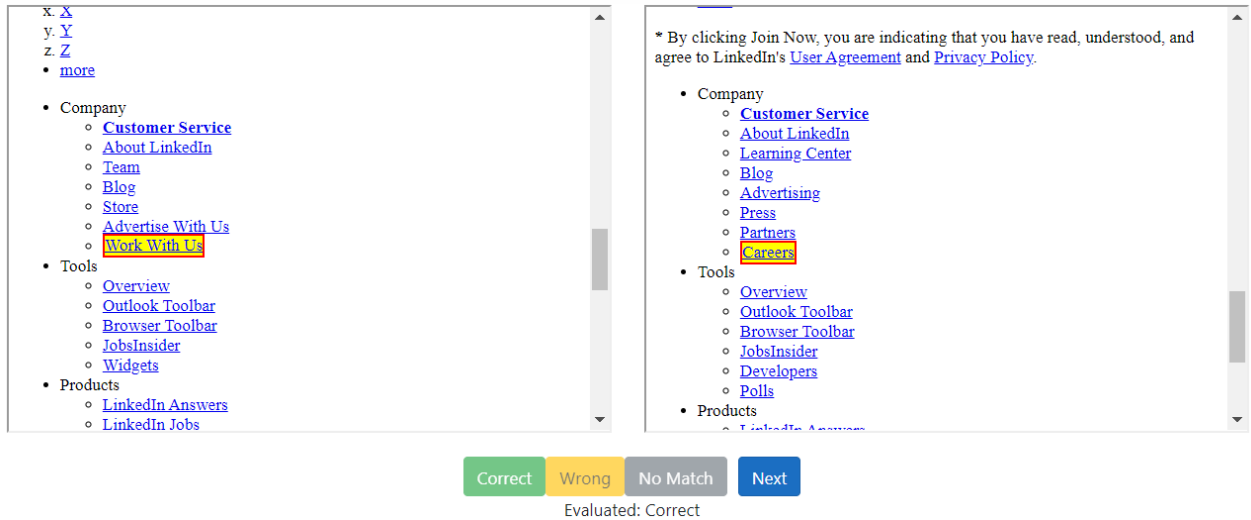 x. X
y. Y
z. Z
• more
• Company
◦ Customer Service
◦ About LinkedIn
◦ Team
◦ Blog
◦ Store
◦ Advertise With Us
◦ Work With Us
• Tools
◦ Overview
◦ Outlook Toolbar
◦ Browser Toolbar
◦ JobsInsider
◦ Widgets
• Products
◦ LinkedIn Answers
◦ LinkedIn Jobs
* By clicking Join Now, you are indicating that you have read, understood, and
agree to LinkedIn's User Agreement and Privacy Policy.
• Company
◦ Customer Service
◦ About LinkedIn
◦ Learning Center
◦ Blog
◦ Advertising
◦ Press
◦ Partners
◦ Careers
• Tools
◦ Overview
◦ Outlook Toolbar
◦ Browser Toolbar
◦ JobsInsider
◦ Developers
◦ Polls
• Products
◦ LinkedIn Answers
Correct Wrong No Match Next
Evaluated: Correct